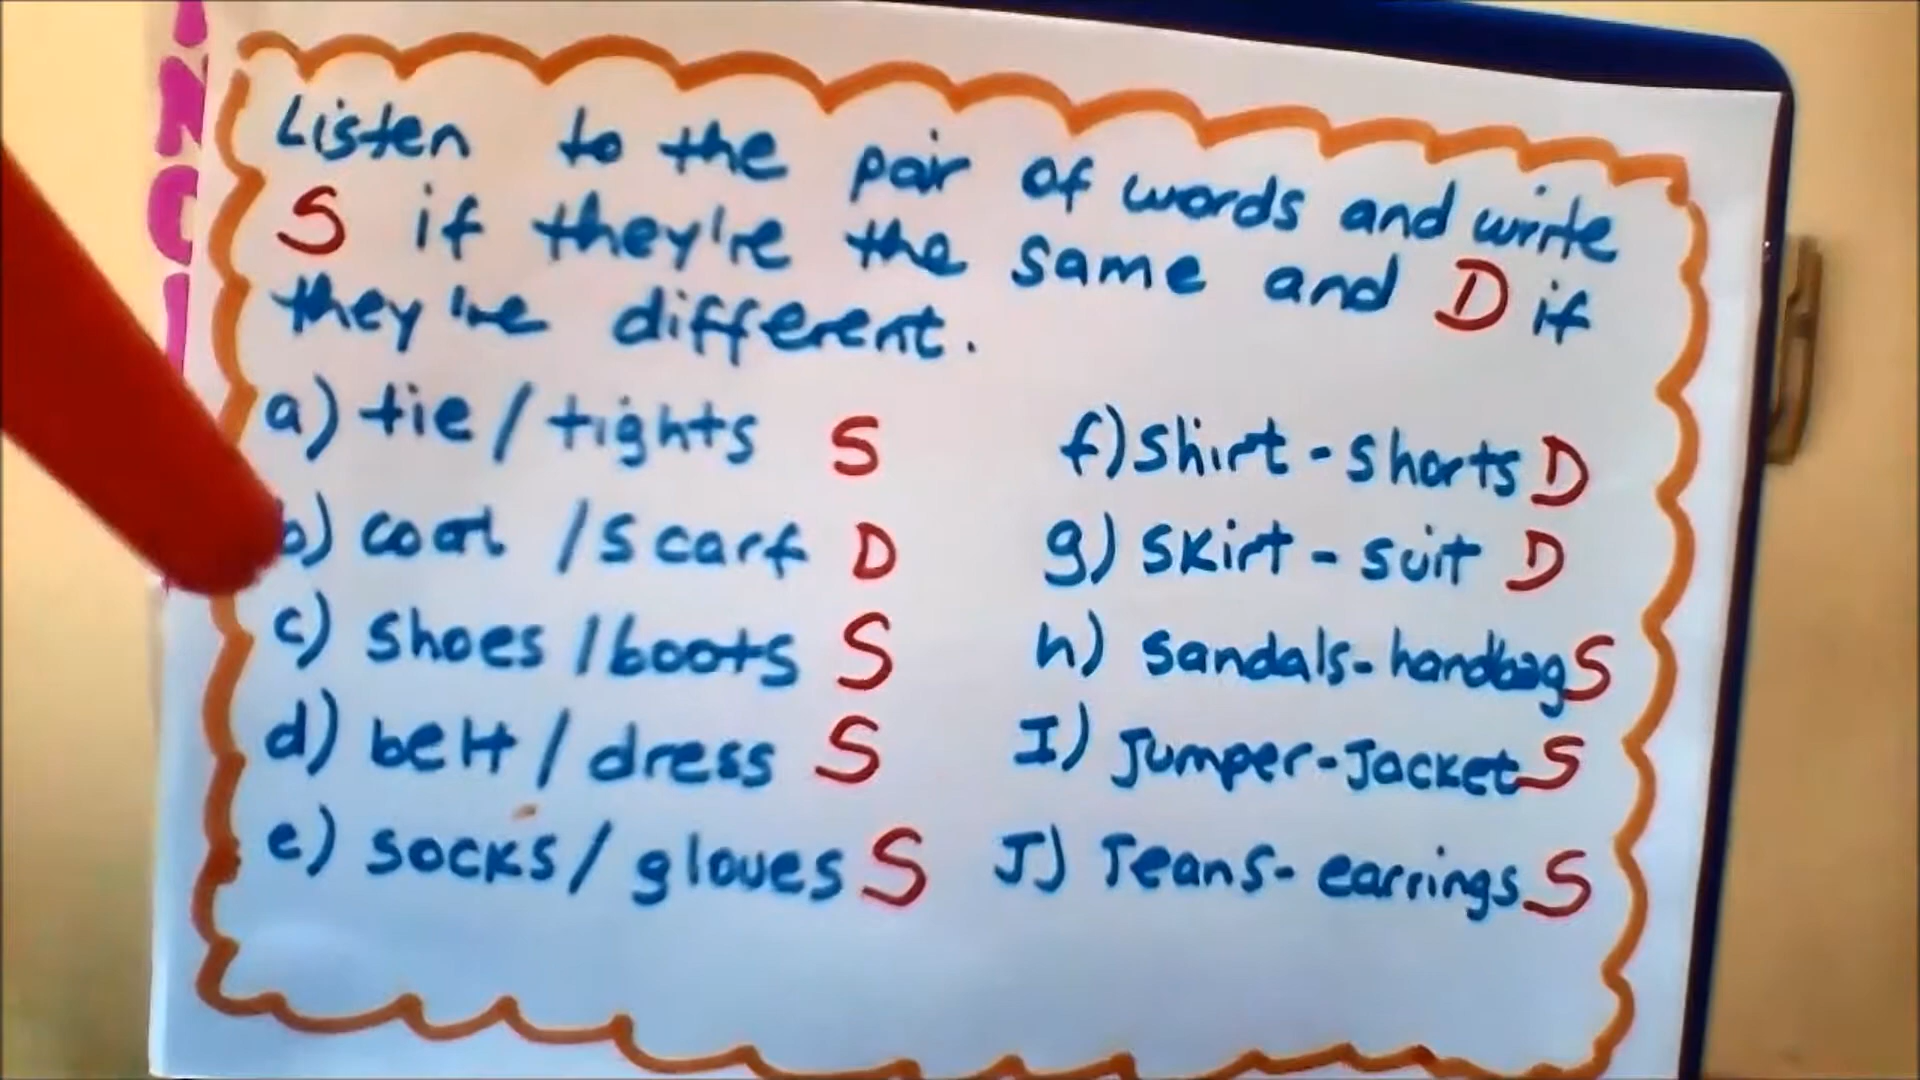 Listen to the pair of words and write
S if they're the same and D if
they're different.
a) tie / tights S
b) coat / scarf D
c) shoes / boots S
d) belt / dress S
e) socks / gloves S
f) shirt - shorts D
g) skirt - suit D
h) sandals - handbag S
I) Jumper - Jacket S
J) Jeans - earrings S